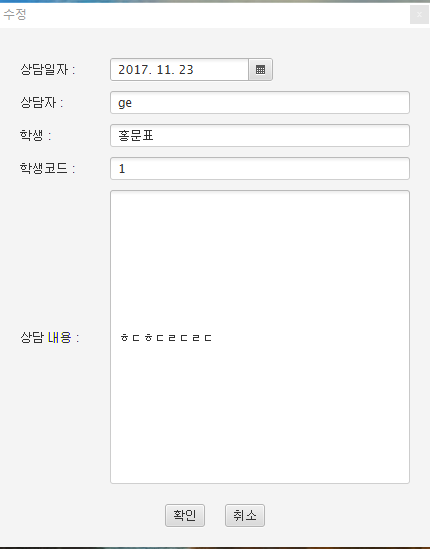 수정
상담일자 : 2017. 11. 23
상담자 : ge
학생 : 홍문표
학생코드 : 1
상담 내용 : ㅎㄷㅎㄷㄹㄷㄹㄷ
확인 취소